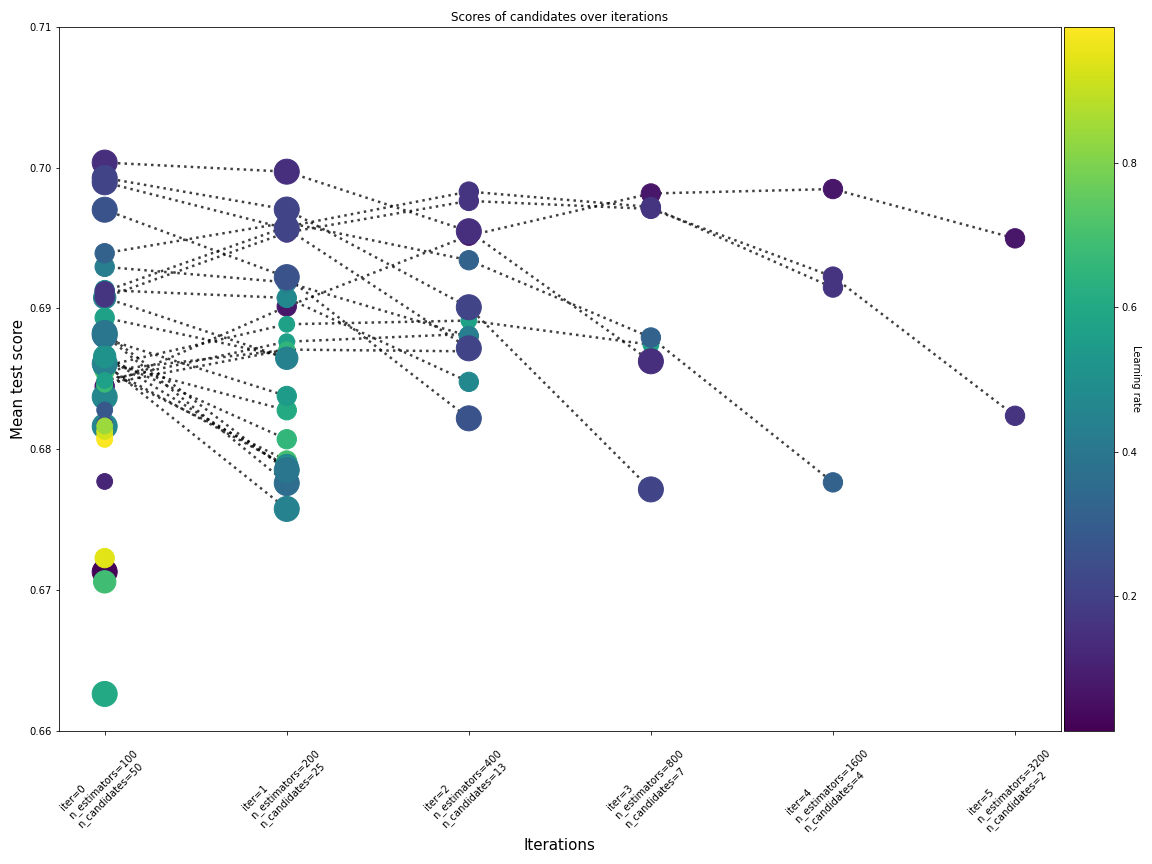 Scores of candidates over iterations
0.71
0.70
0.69
0.68
0.67
0.66
Mean test score
iter=0
n_estimators=100
n_candidates=50
iter=1
n_estimators=200
n_candidates=25
iter=2
n_estimators=400
n_candidates=13
iter=3
n_estimators=800
n_candidates=7
iter=4
n_estimators=1600
n_candidates=4
iter=5
n_estimators=3200
n_candidates=2
Iterations
0.8
0.6
0.4
0.2
Learning rate